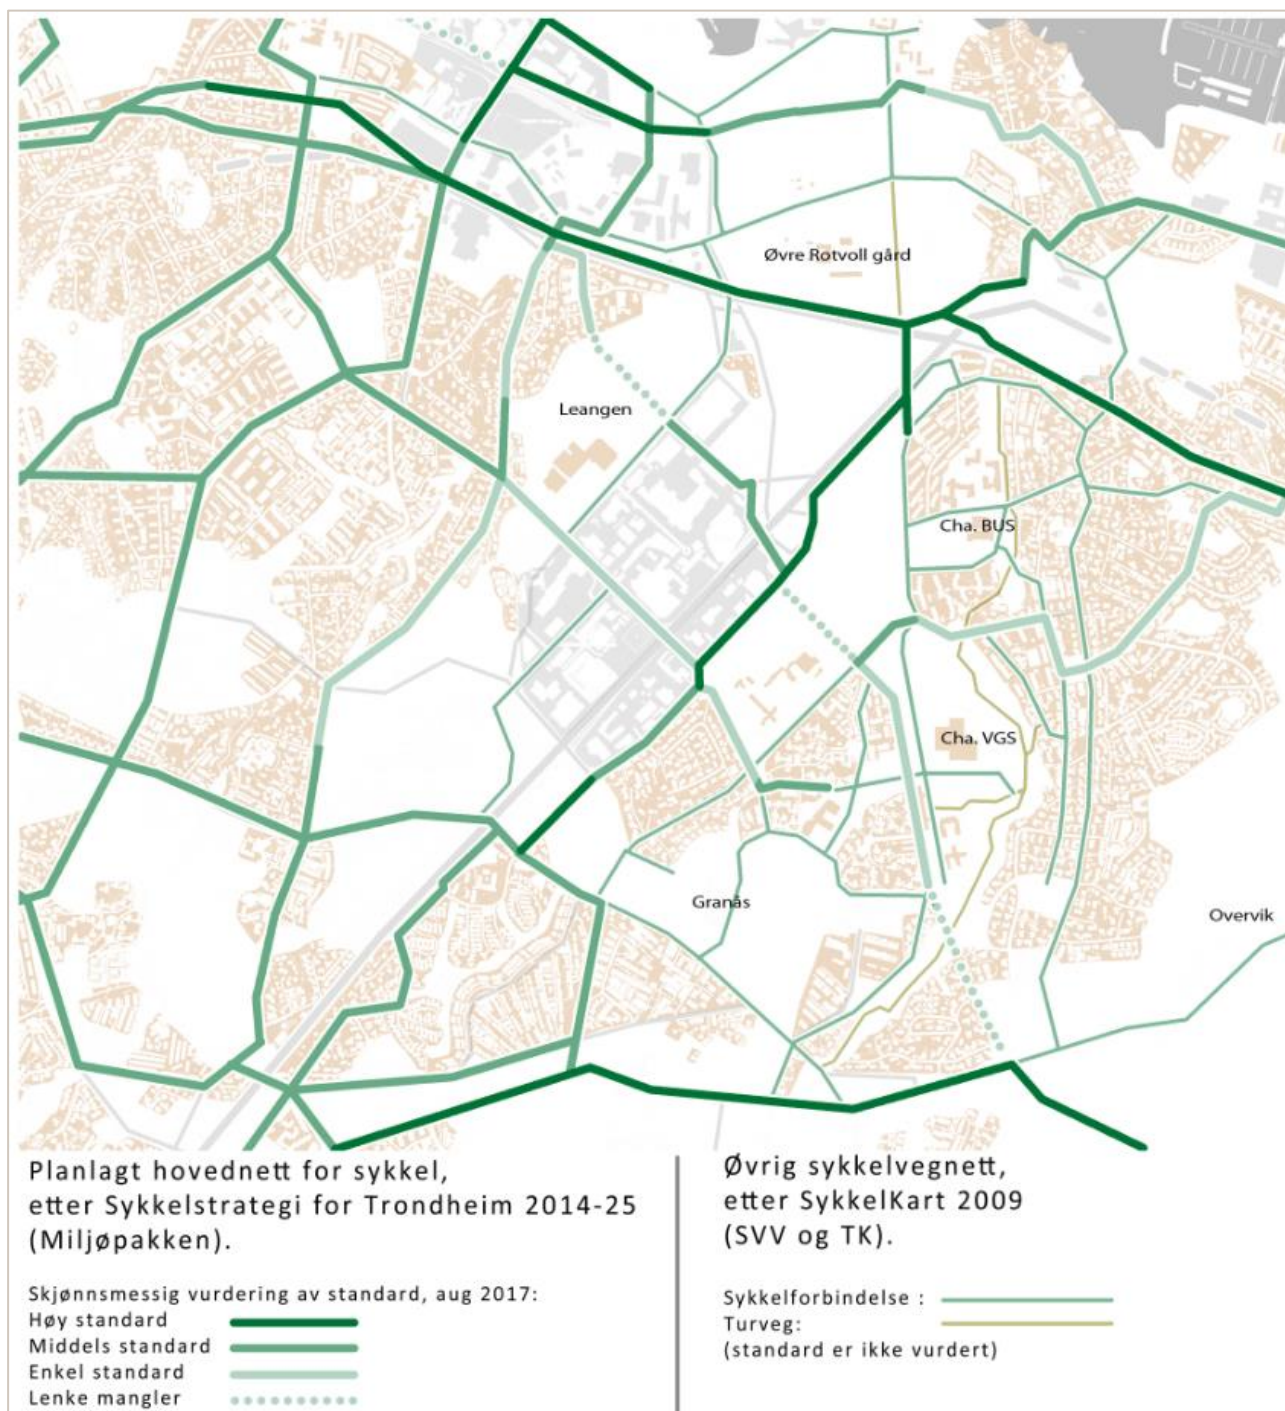 Øvre Rotvoll gård
Leangen
Cha. BUS
Cha. VGS
Granås
Overvik
Planlagt hovednett for sykkel,
etter Sykkelstrategi for Trondheim 2014-25
(Miljøpakken).
Skjønnsmessig vurdering av standard, aug 2017:
Høy standard
Middels standard
Enkel standard
Lenke mangler
Øvrig sykkelvegnett,
etter SykkelKart 2009
(SVV og TK).
Sykkelforbindelse :
Turveg:
(standard er ikke vurdert)